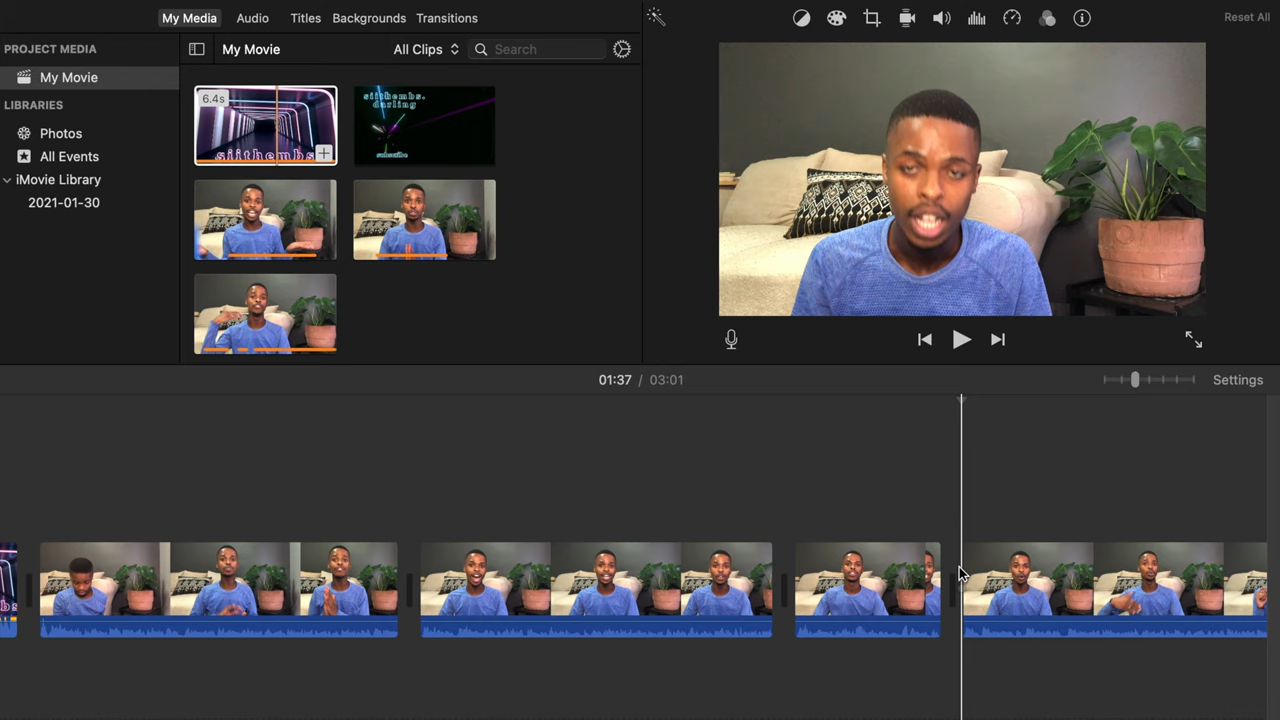 My Media Audio Titles Backgrounds Transitions Reset All
PROJECT MEDIA My Movie All Clips Search
My Movie
LIBRARIES
6.4s
siithembs.
darling
siithembs
subscribe
Photos
All Events
iMovie Library
2021-01-30
01:37 / 03:01 Settings